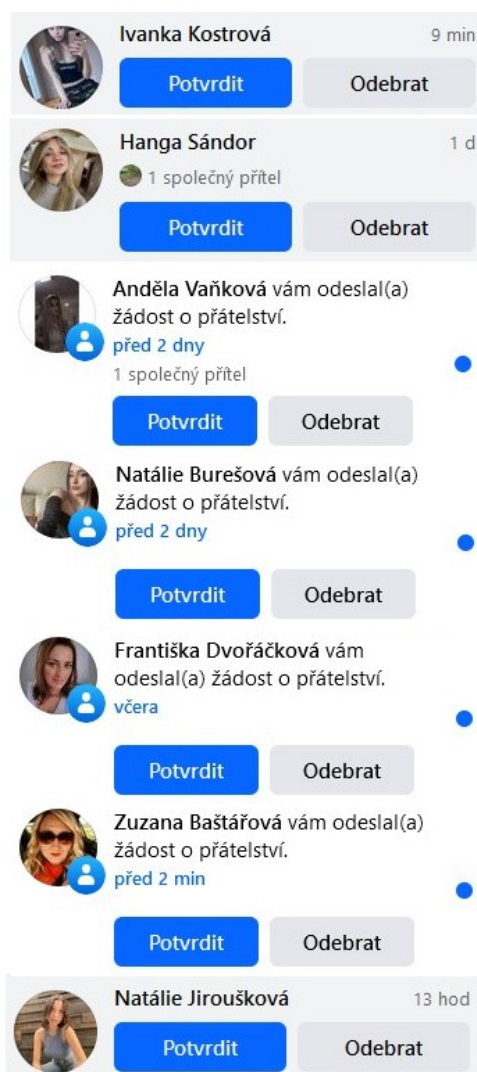 Ivanka Kostrová 9 min
Potvrdit Odebrat
Hanga Sándor 1 d
1 společný přítel
Potvrdit Odebrat
Anděla Vaňková vám odeslal(a)
žádost o přátelství.
před 2 dny
1 společný přítel
Potvrdit Odebrat
Natálie Burešová vám odeslal(a)
žádost o přátelství.
před 2 dny
Potvrdit Odebrat
Františka Dvořáčková vám
odeslal(a) žádost o přátelství.
včera
Potvrdit Odebrat
Zuzana Baštářová vám odeslal(a)
žádost o přátelství.
před 2 min
Potvrdit Odebrat
Natálie Jiroušková 13 hod
Potvrdit Odebrat